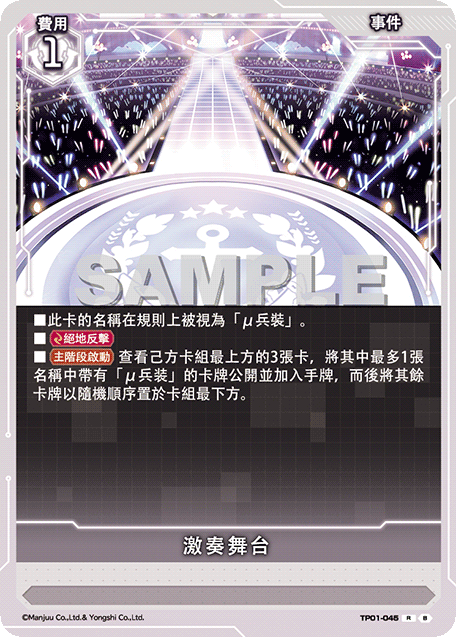 費用
事件
1
SAMPLE
■此卡的名稱在規則上被視為「μ兵裝」。
■絕地反擊
■主階段啟動 查看己方卡組最上方的3張卡，將其中最多1張
名稱中帶有「μ兵装」的卡牌公開並加入手牌，而後將其餘
卡牌以隨機順序置於卡組最下方。
激奏舞台
©Manjuu Co.,Ltd.& Yongshi Co.,Ltd.
TP01-045 R B